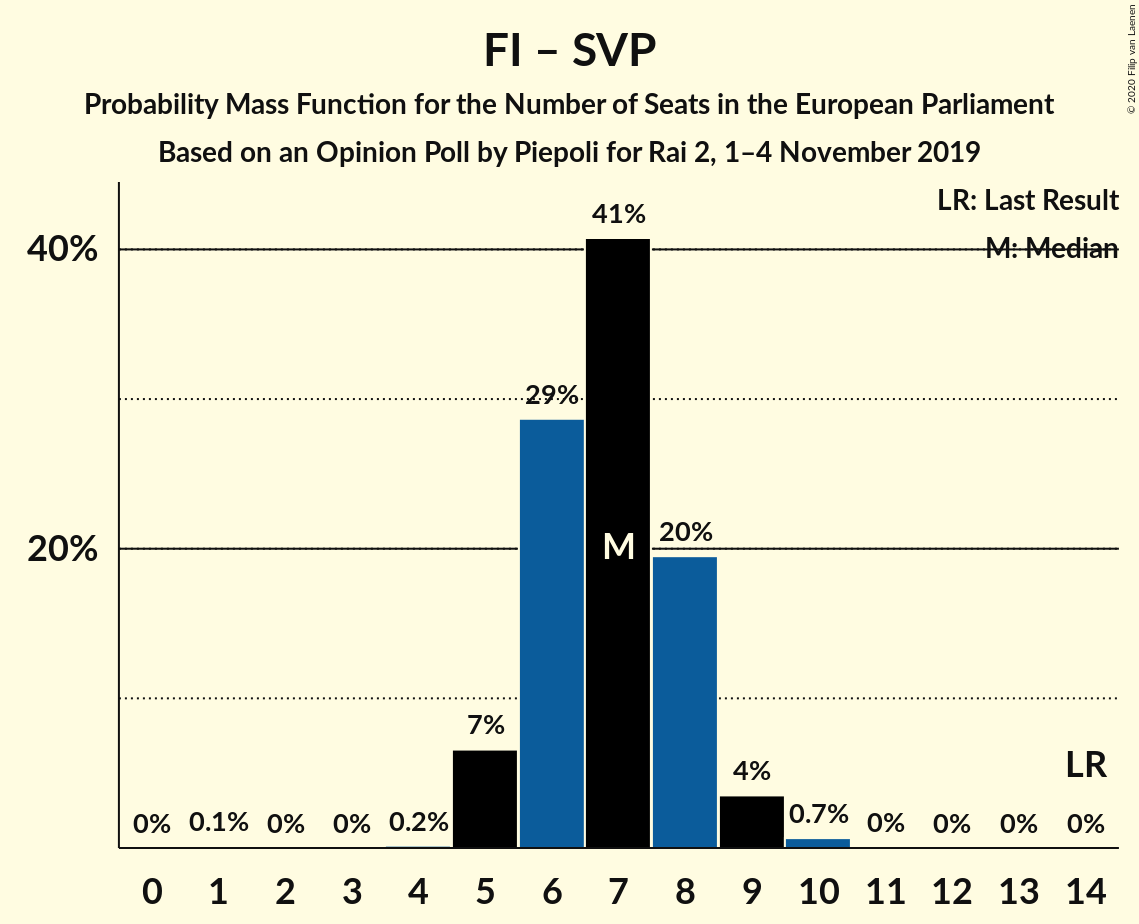 FI – SVP
Probability Mass Function for the Number of Seats in the European Parliament
Based on an Opinion Poll by Piepoli for Rai 2, 1–4 November 2019
© 2020 Filip van Laenen
LR: Last Result
M: Median
40%
20%
0% 0.1% 0% 0% 0.2% 7% 29% 41% 20% 4% 0.7% 0% 0% 0% 0%
M
LR
0 1 2 3 4 5 6 7 8 9 10 11 12 13 14